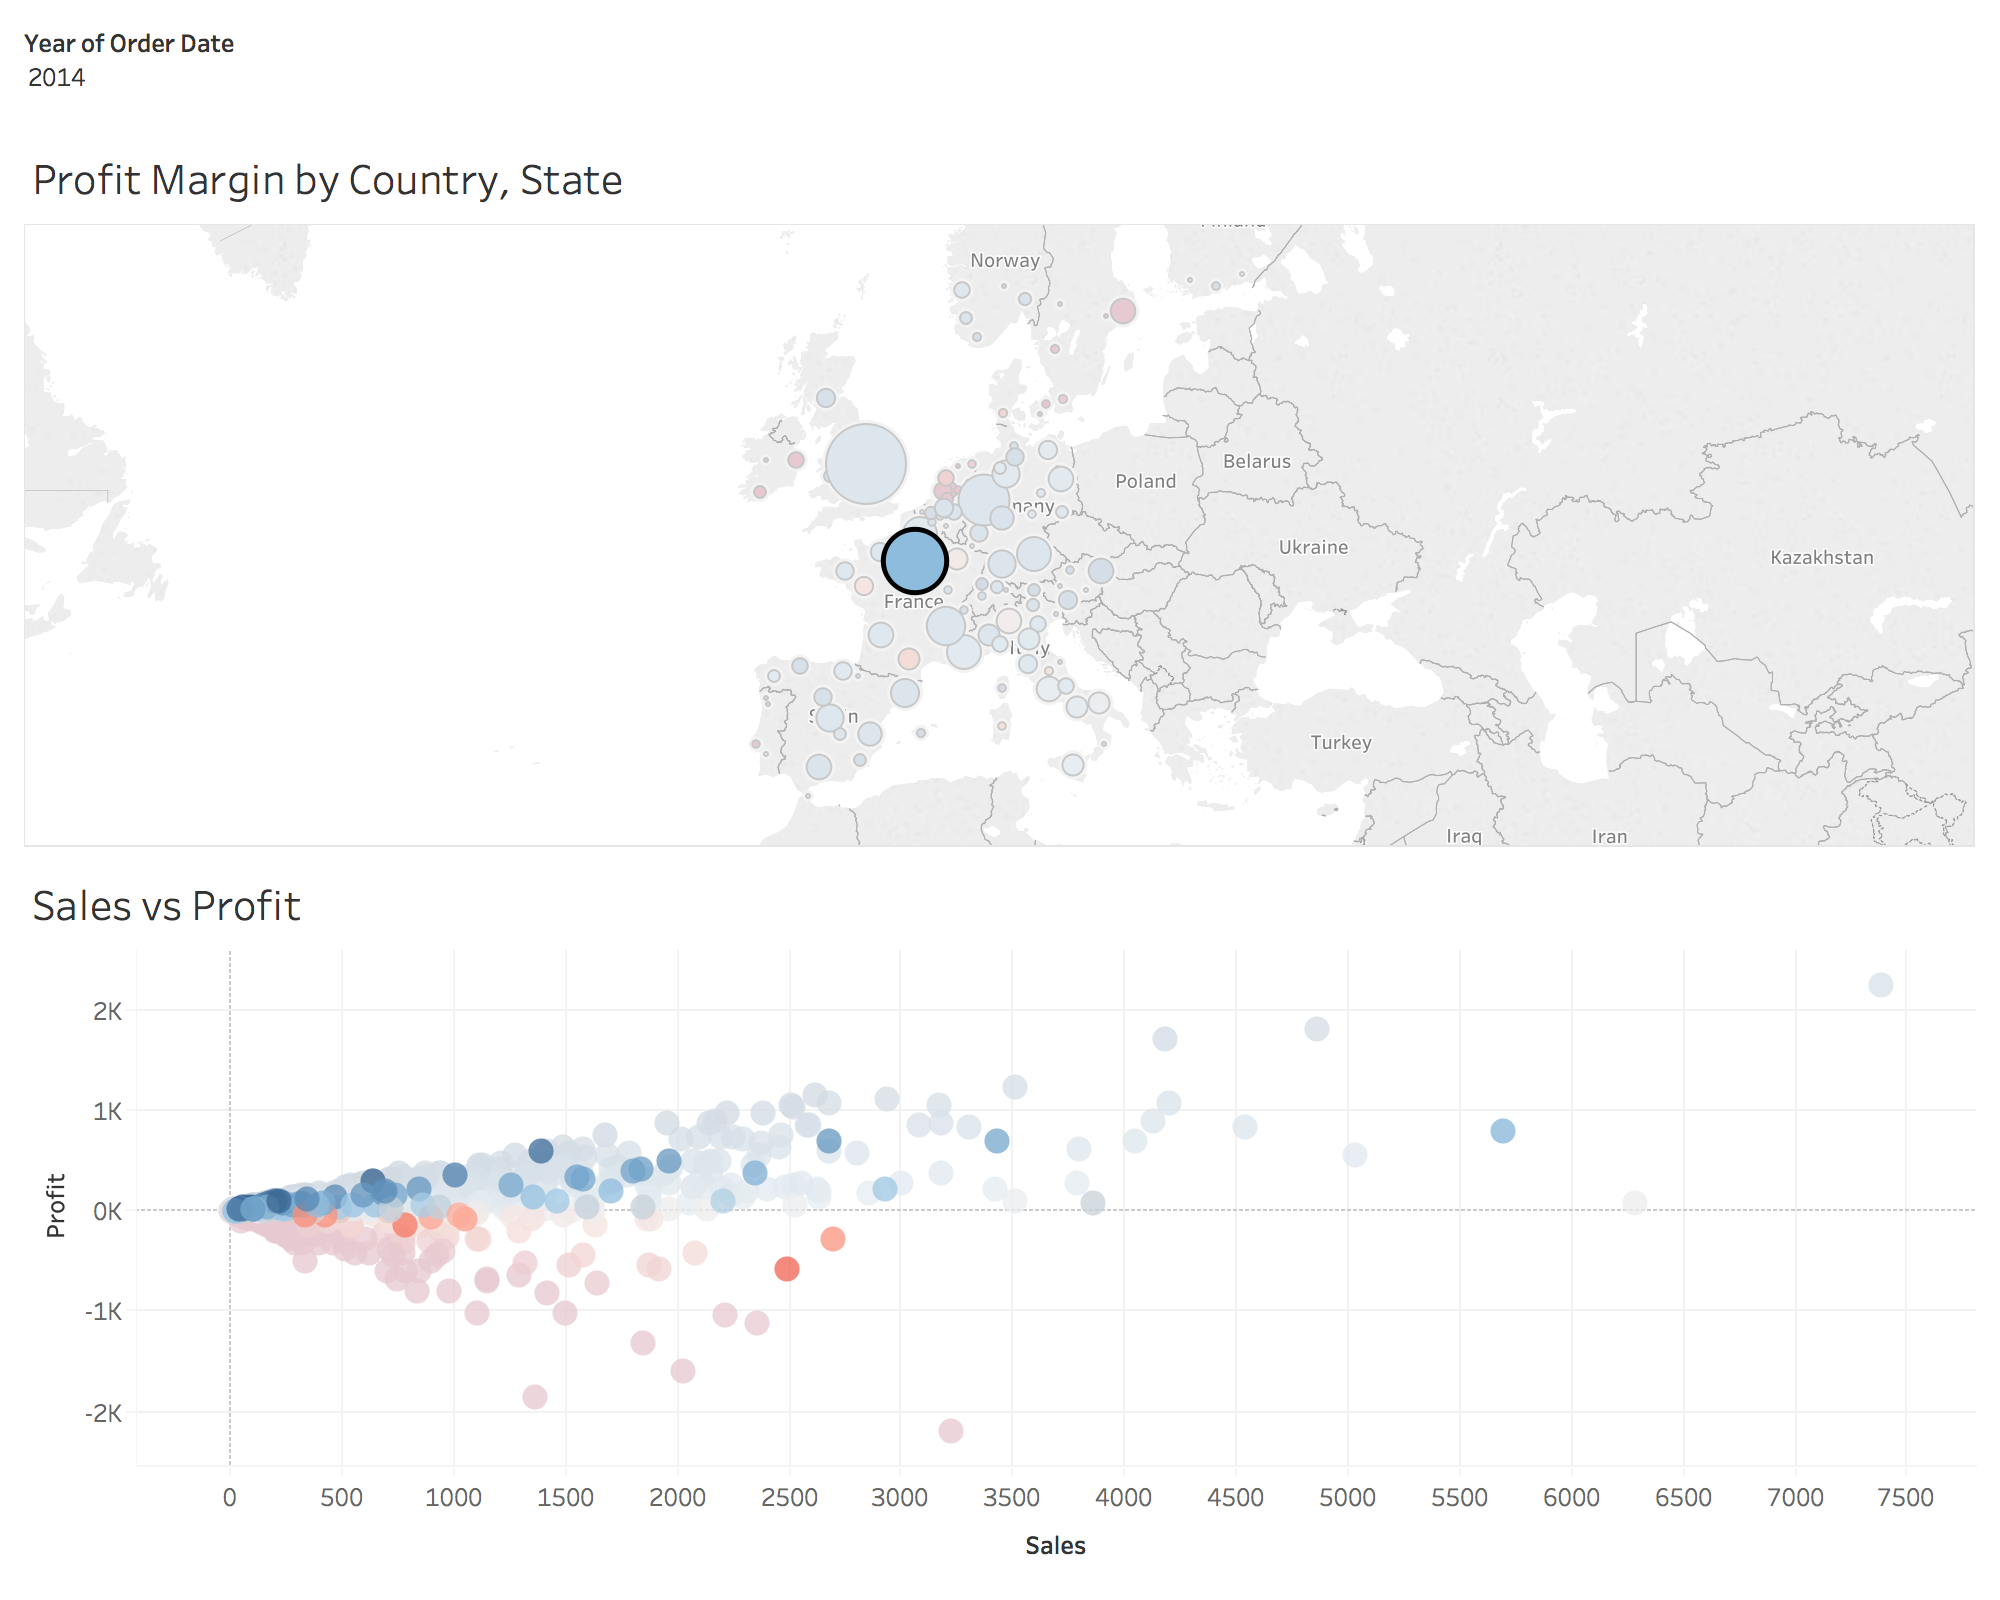 Year of Order Date
2014
Profit Margin by Country, State
Norway
Poland
Belarus
Ukraine
Kazakhstan
France
Turkey
Iraq
Iran
Sales vs Profit
2K
1K
0K
-1K
-2K
Profit
0 500 1000 1500 2000 2500 3000 3500 4000 4500 5000 5500 6000 6500 7000 7500
Sales